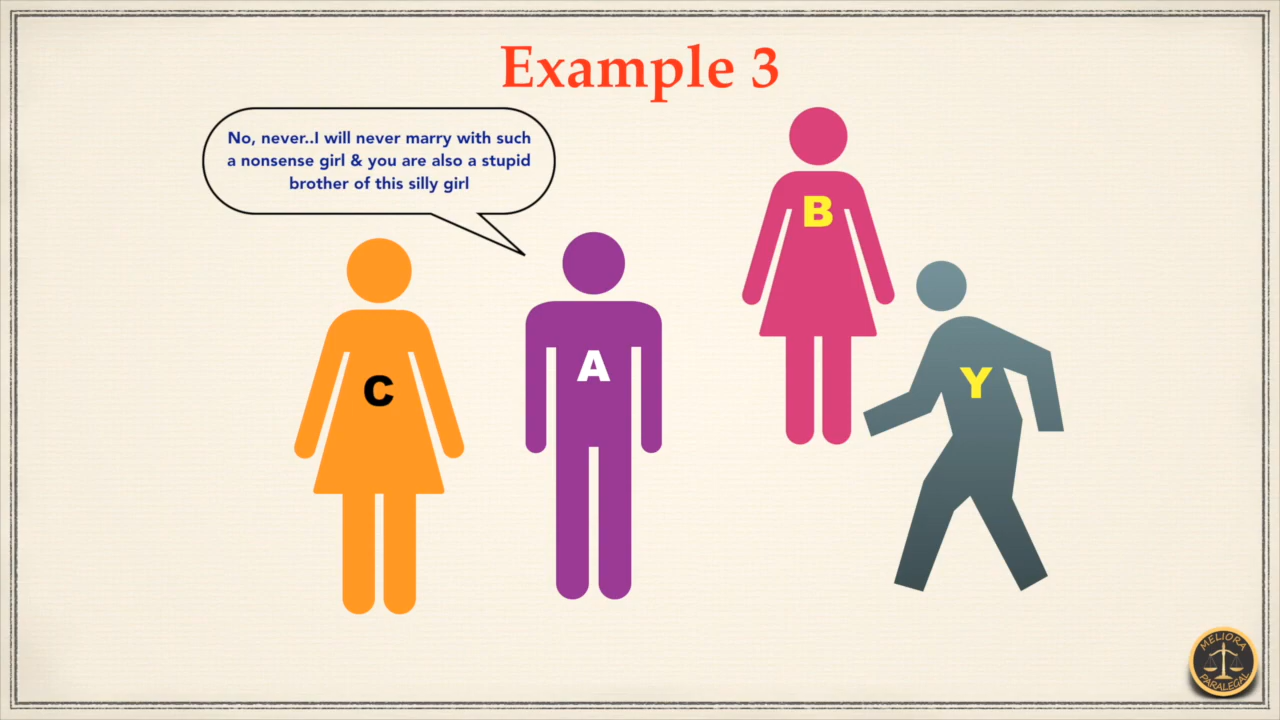 Example 3
No, never..I will never marry with such
a nonsense girl & you are also a stupid
brother of this silly girl
B
C
A
Y
MELIORA
PARALEGAL